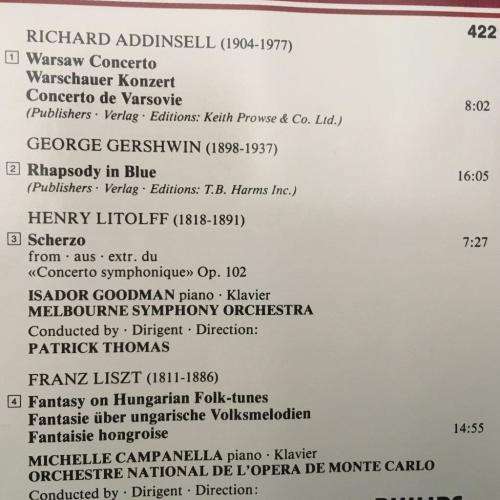 422
RICHARD ADDINSELL (1904-1977)
1 Warsaw Concerto
Warschauer Konzert
Concerto de Varsovie 8:02
(Publishers · Verlag · Editions: Keith Prowse & Co. Ltd.)
GEORGE GERSHWIN (1898-1937)
2 Rhapsody in Blue 16:05
(Publishers · Verlag · Editions: T.B. Harms Inc.)
HENRY LITOLFF (1818-1891)
3 Scherzo 7:27
from · aus · extr. du
«Concerto symphonique» Op. 102
ISADOR GOODMAN piano · Klavier
MELBOURNE SYMPHONY ORCHESTRA
Conducted by · Dirigent · Direction:
PATRICK THOMAS
FRANZ LISZT (1811-1886)
4 Fantasy on Hungarian Folk-tunes
Fantasie über ungarische Volksmelodien
Fantaisie hongroise 14:55
MICHELLE CAMPANELLA piano · Klavier
ORCHESTRE NATIONAL DE L'OPERA DE MONTE CARLO
Conducted by · Dirigent · Direction:
PHILIPS